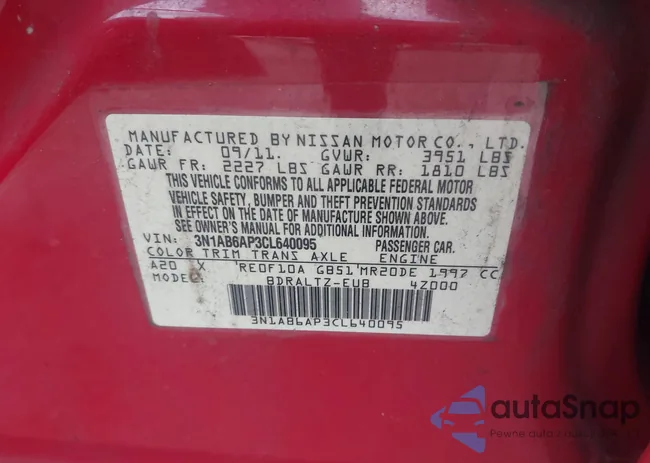 MANUFACTURED BY NISSAN MOTOR CO., LTD.
DATE: 09/11. GVWR: 3951 LBS
GAWR FR: 2227 LBS GAWR RR: 1810 LBS
THIS VEHICLE CONFORMS TO ALL APPLICABLE FEDERAL MOTOR
VEHICLE SAFETY, BUMPER AND THEFT PREVENTION STANDARDS
IN EFFECT ON THE DATE OF MANUFACTURE SHOWN ABOVE.
SEE OWNER'S MANUAL FOR ADDITIONAL INFORMATION.
VIN: 3N1AB6AP3CL640095 PASSENGER CAR.
COLOR TRIM TRANS AXLE ENGINE
A20 X RE0F10A GB51 MR20DE 1997 CC
MODEL: BDRALTZ-EUB 4Z000
3N1AB6AP3CL640095
autoSnap